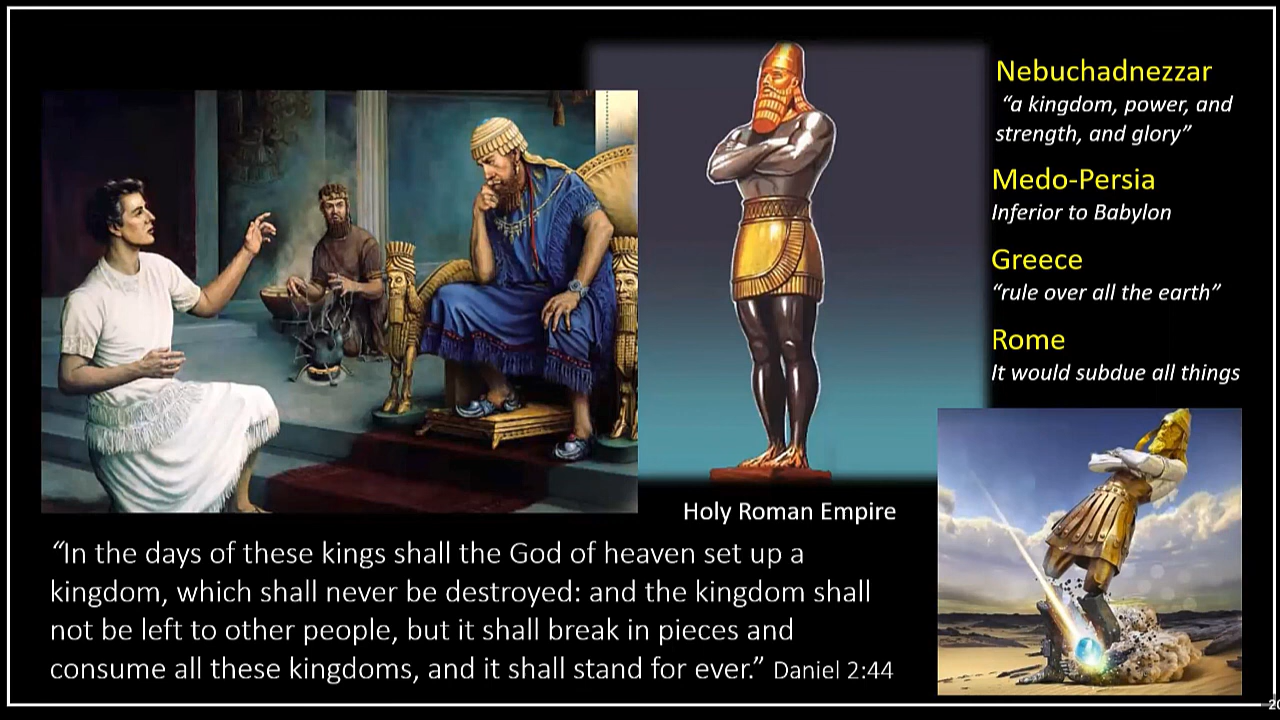 Nebuchadnezzar
“a kingdom, power, and
strength, and glory”
Medo-Persia
Inferior to Babylon
Greece
“rule over all the earth”
Rome
It would subdue all things
Holy Roman Empire
“In the days of these kings shall the God of heaven set up a
kingdom, which shall never be destroyed: and the kingdom shall
not be left to other people, but it shall break in pieces and
consume all these kingdoms, and it shall stand for ever.” Daniel 2:44